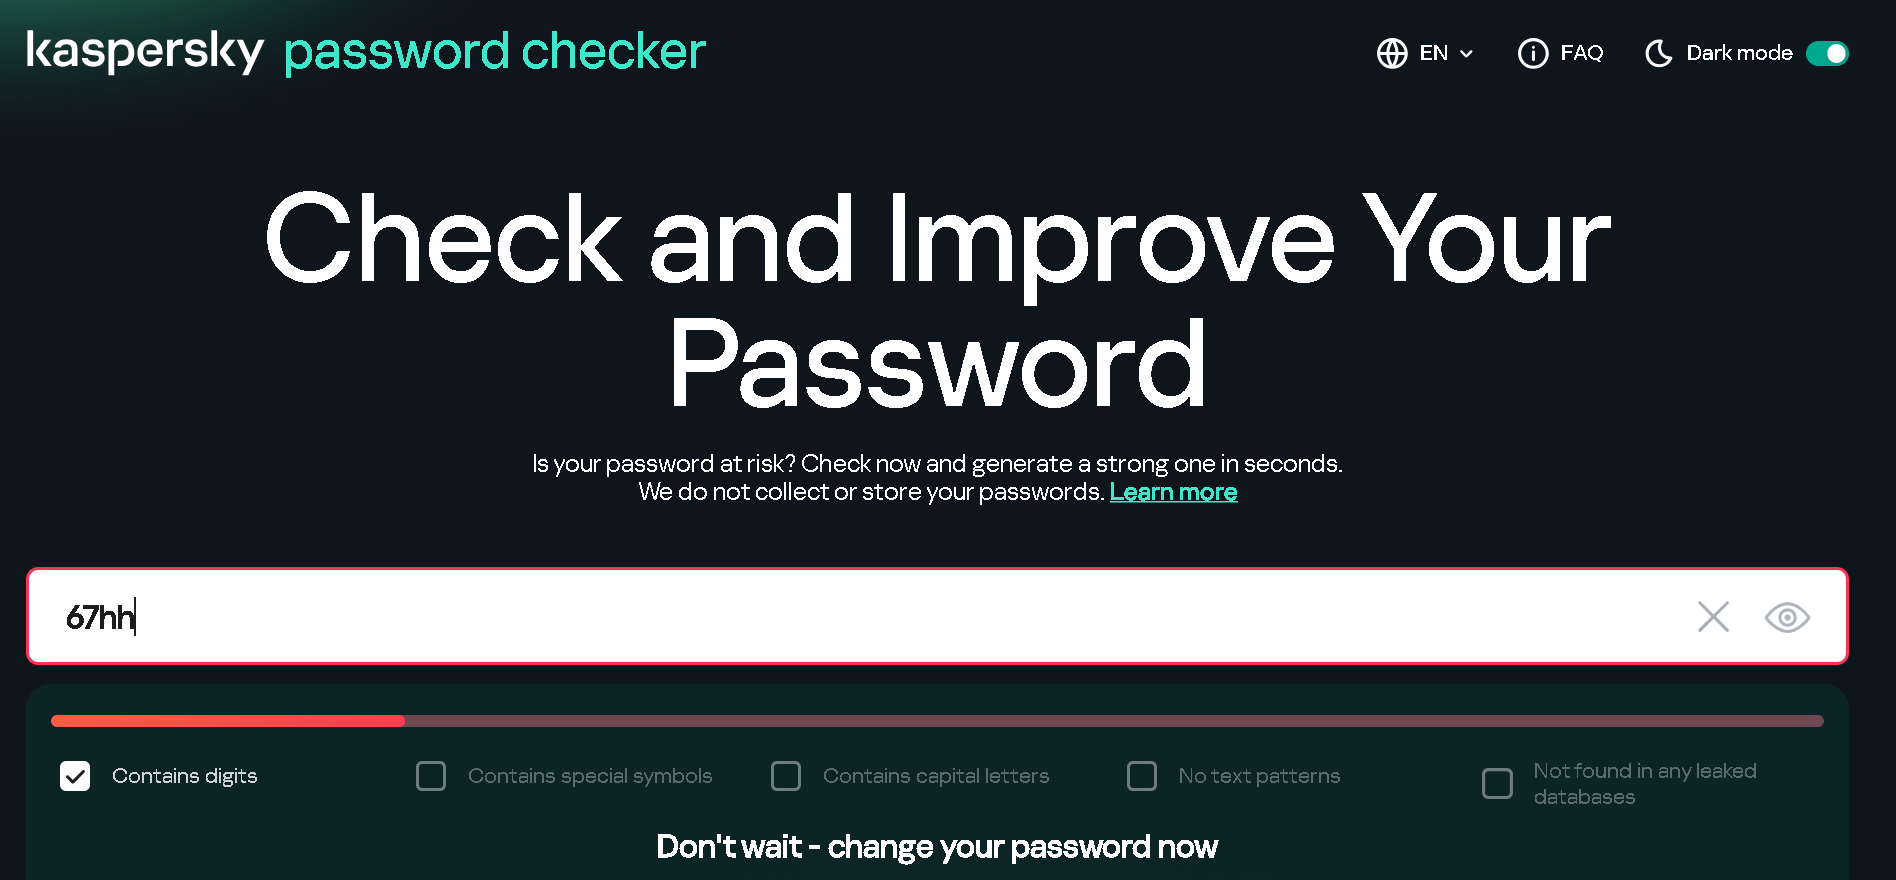 kaspersky password checker
EN
FAQ
Dark mode
Check and Improve Your
Password
Is your password at risk? Check now and generate a strong one in seconds.
We do not collect or store your passwords. Learn more
67hh
Contains digits
Contains special symbols
Contains capital letters
No text patterns
Not found in any leaked
databases
Don't wait - change your password now